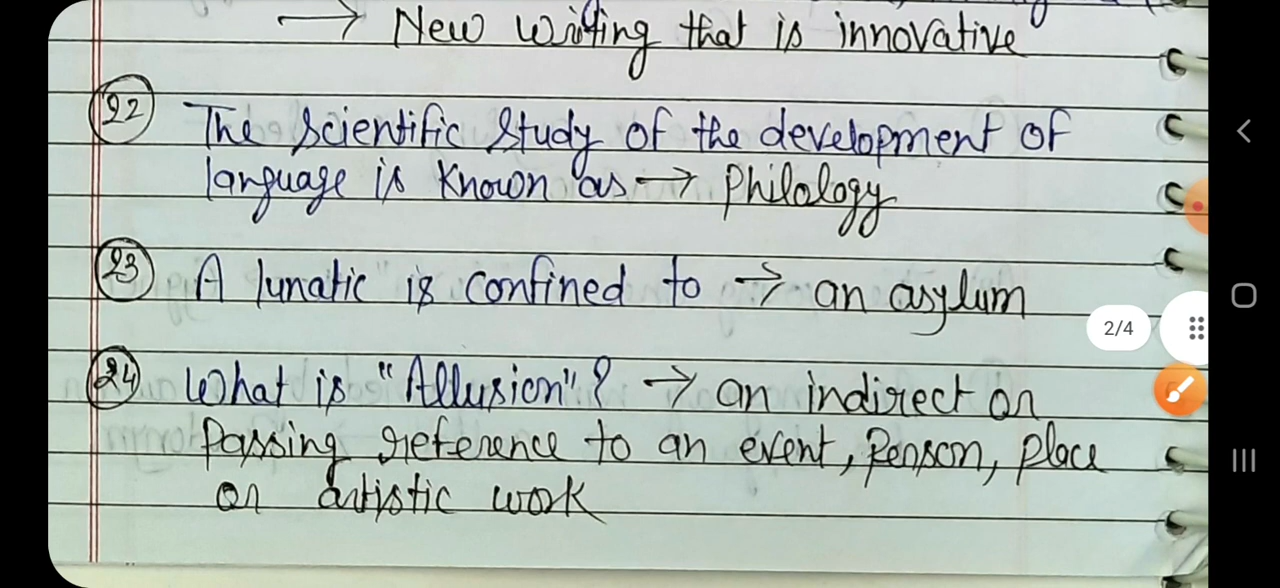 → New writing that is innovative
22 The scientific study of the development of
language is known as → Philology
23 A lunatic is confined to → an asylum
2/4
24 What is "Allusion"? → an indirect or
passing reference to an event, Person, place
or artistic work